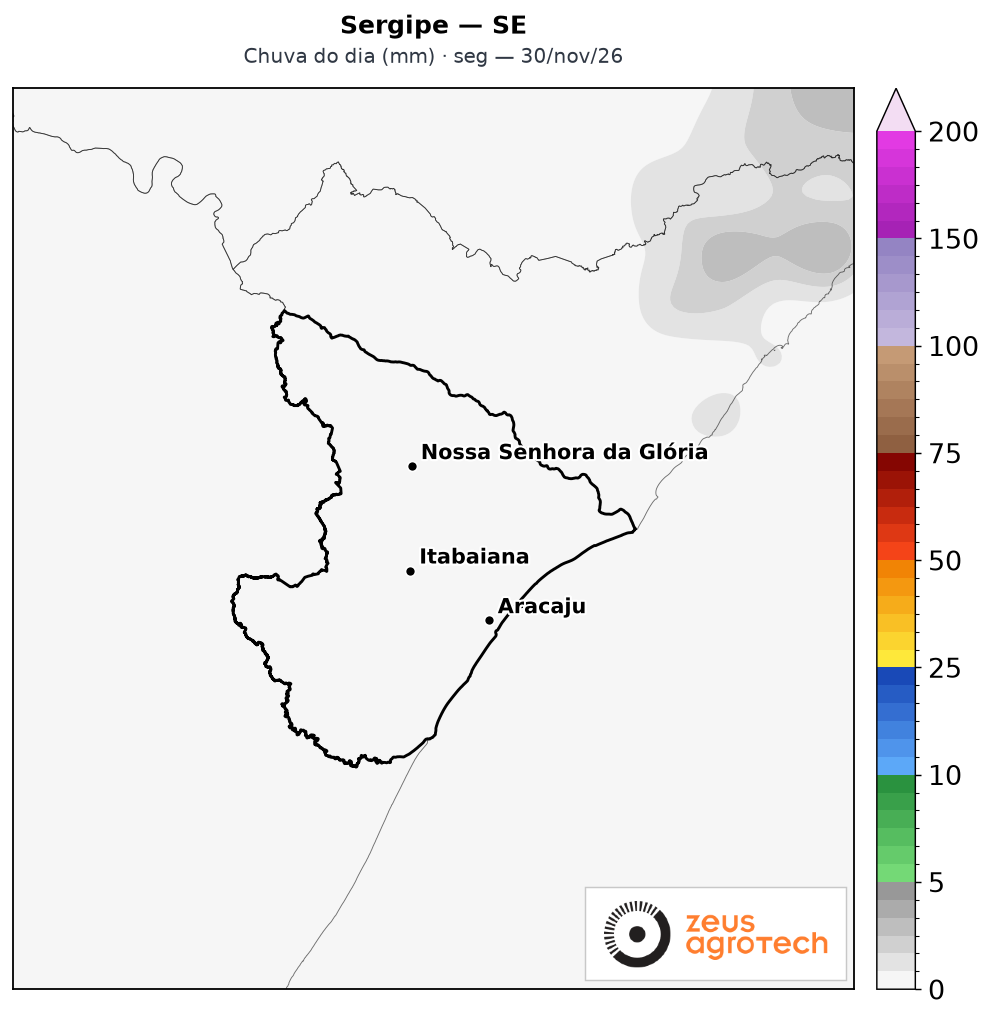 Sergipe — SE
Chuva do dia (mm) · seg — 30/nov/26
200
150
100
75
50
25
10
5
0
Nossa Senhora da Glória
Itabaiana
Aracaju
zeus
agrotech